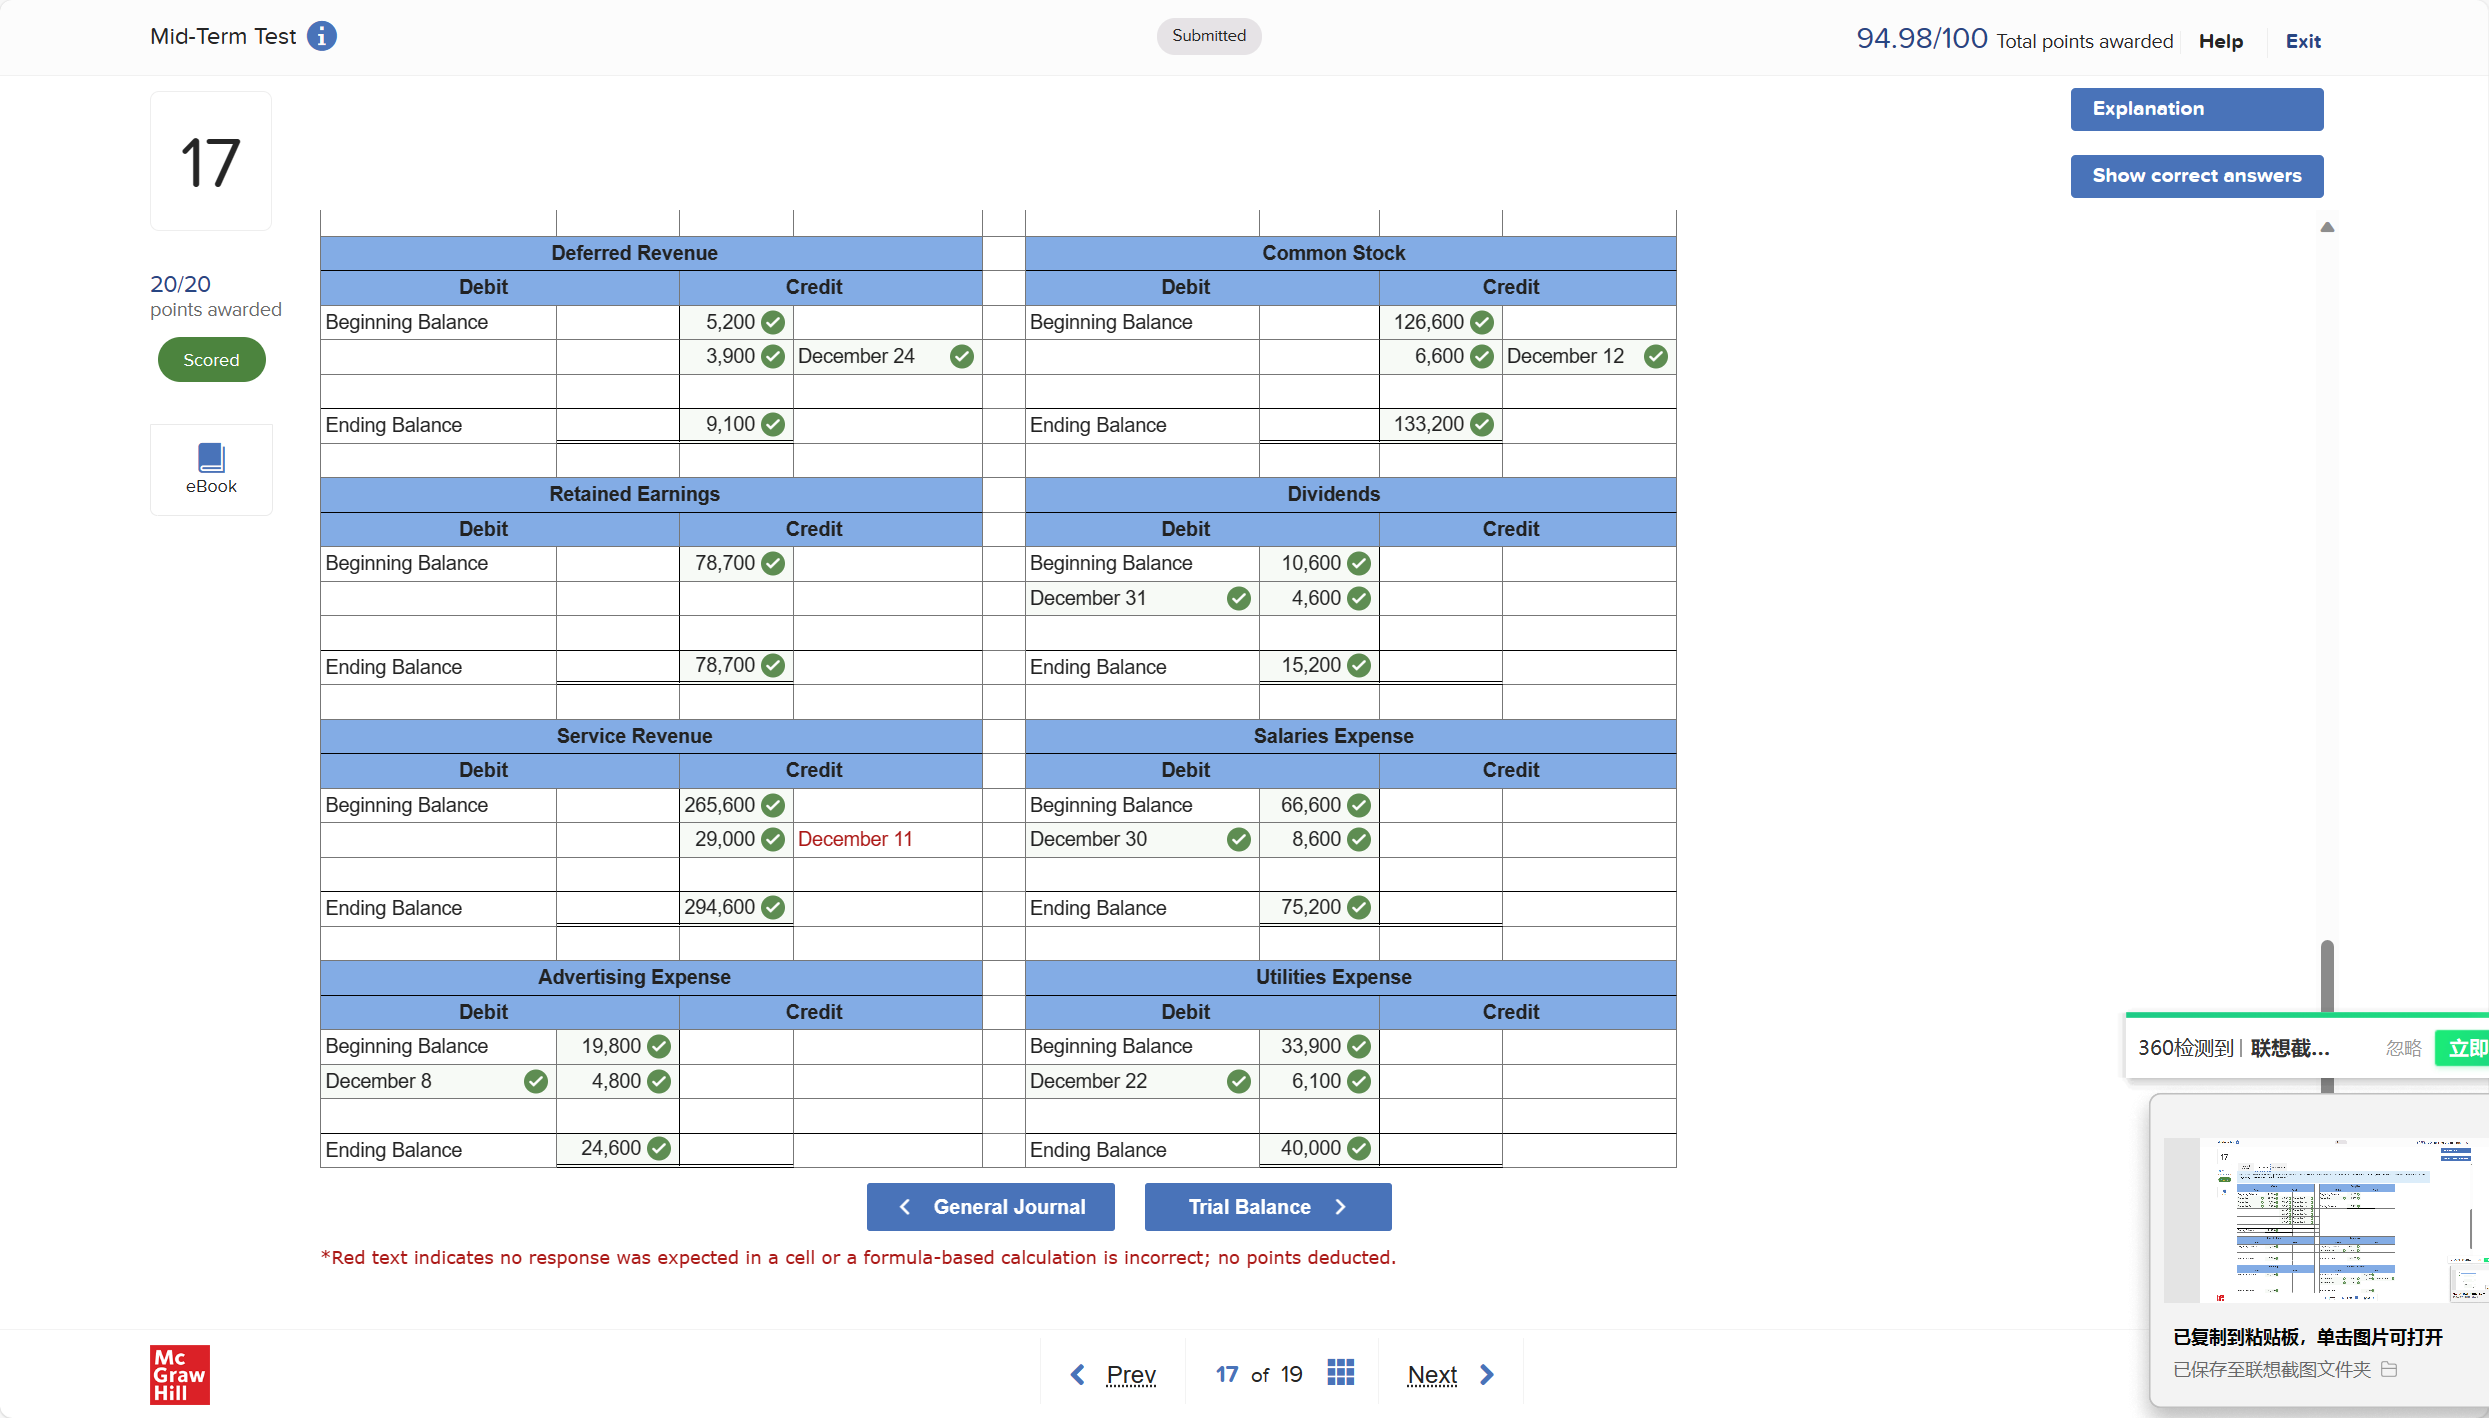 Mid-Term Test i
Submitted
94.98/100 Total points awarded Help Exit
17
Explanation
Show correct answers
20/20
points awarded
Scored
eBook
Deferred Revenue Common Stock
Debit Credit Debit Credit
Beginning Balance 5,200 Beginning Balance 126,600
3,900 December 24 6,600 December 12
Ending Balance 9,100 Ending Balance 133,200
Retained Earnings Dividends
Debit Credit Debit Credit
Beginning Balance 78,700 Beginning Balance 10,600
December 31 4,600
Ending Balance 78,700 Ending Balance 15,200
Service Revenue Salaries Expense
Debit Credit Debit Credit
Beginning Balance 265,600 Beginning Balance 66,600
29,000 December 11 December 30 8,600
Ending Balance 294,600 Ending Balance 75,200
Advertising Expense Utilities Expense
Debit Credit Debit Credit
Beginning Balance 19,800 Beginning Balance 33,900
December 8 4,800 December 22 6,100
Ending Balance 24,600 Ending Balance 40,000
General Journal Trial Balance
*Red text indicates no response was expected in a cell or a formula-based calculation is incorrect; no points deducted.
360检测到 | 联想截... 忽略 立即
17
已复制到粘贴板，单击图片可打开
已保存至联想截图文件夹
Mc
Graw
Hill
Prev 17 of 19 Next